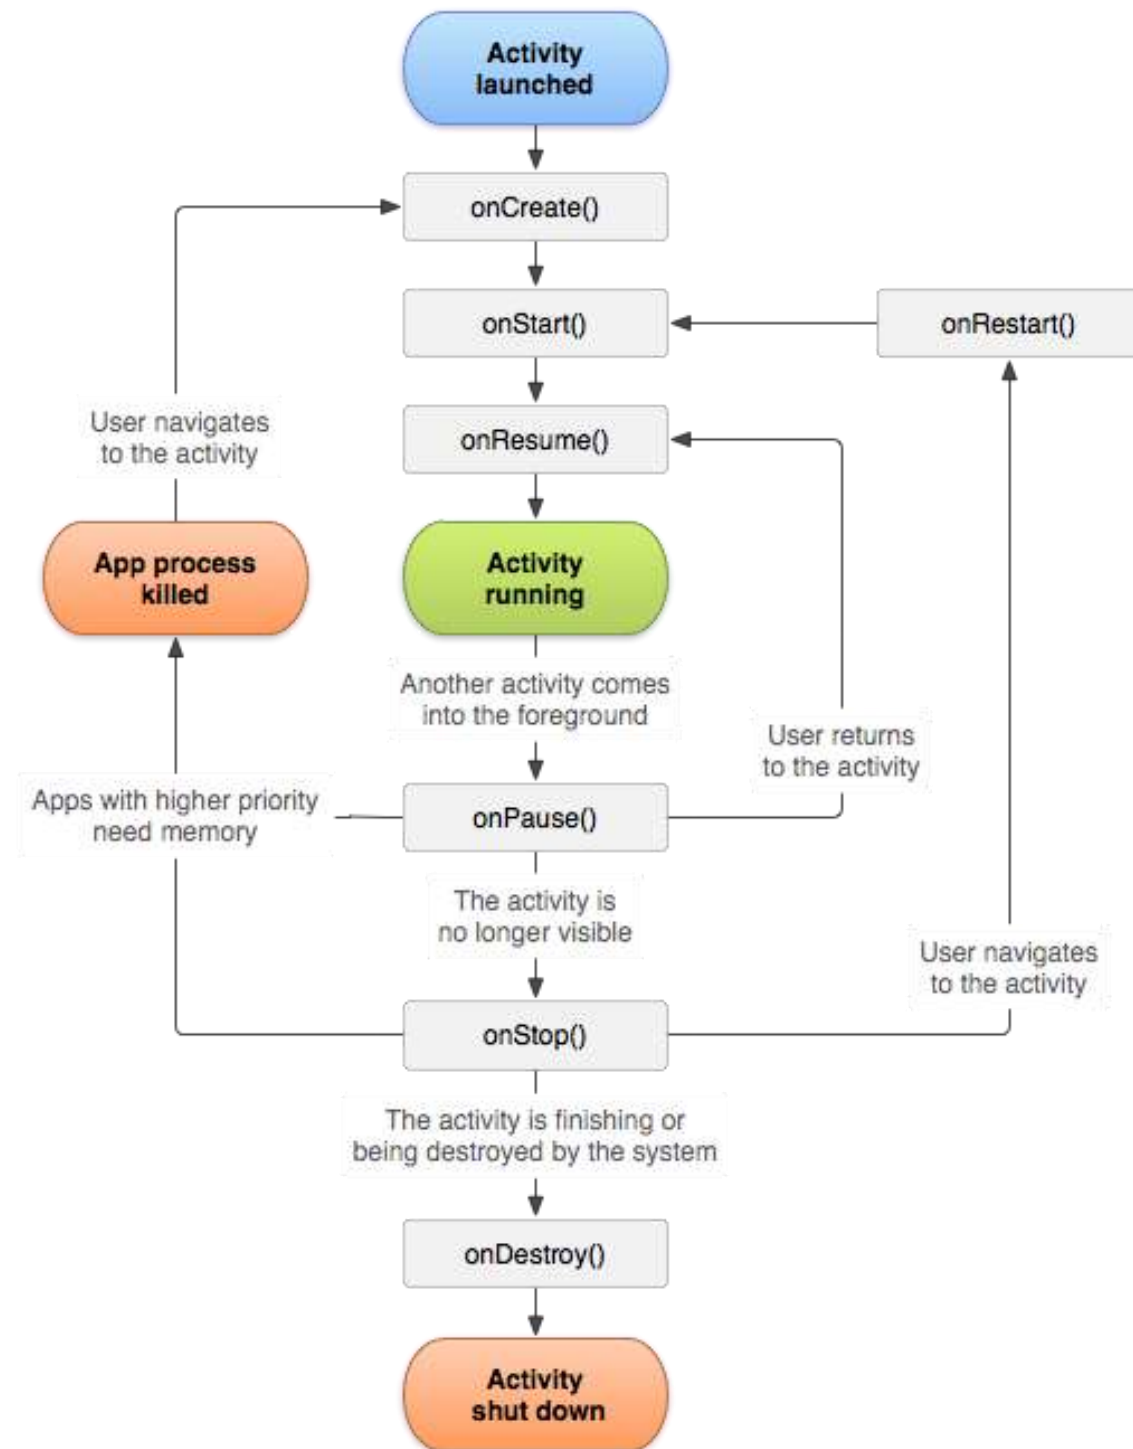 Activity
launched
onCreate()
onStart()
onRestart()
User navigates
to the activity
onResume()
App process
killed
Activity
running
Another activity comes
into the foreground
User returns
to the activity
Apps with higher priority
need memory
onPause()
The activity is
no longer visible
User navigates
to the activity
onStop()
The activity is finishing or
being destroyed by the system
onDestroy()
Activity
shut down